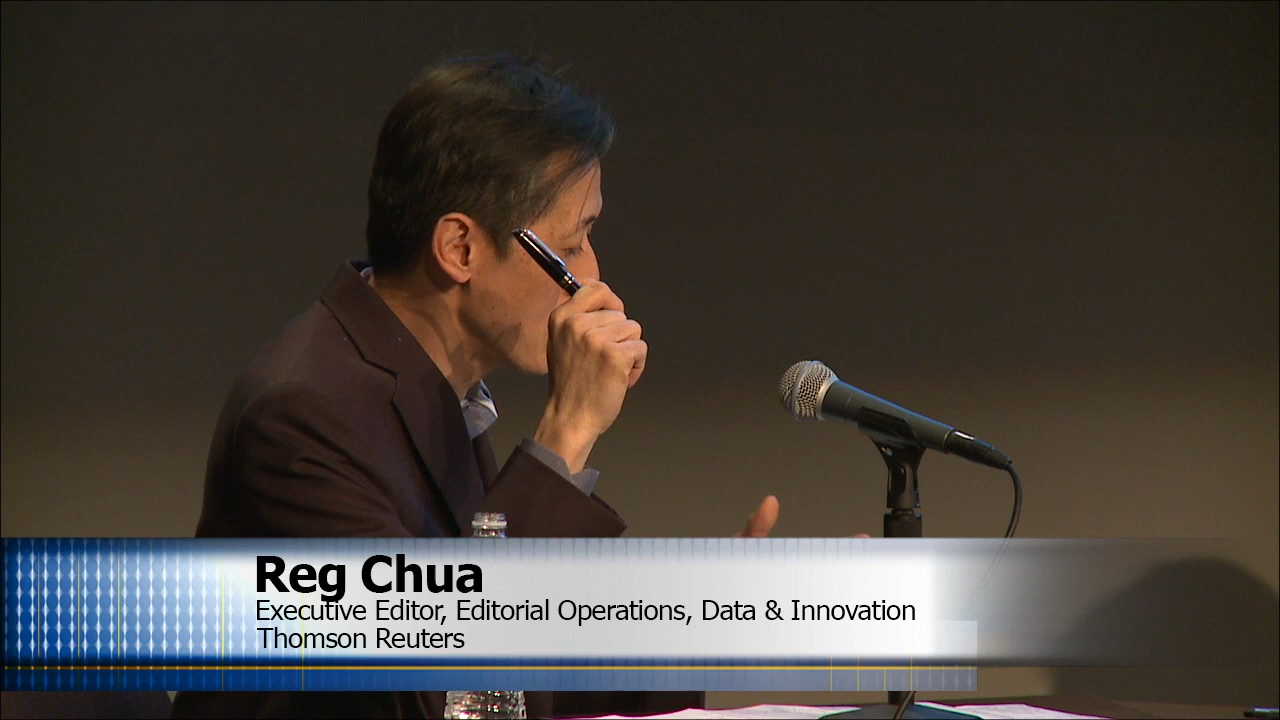 Reg Chua
Executive Editor, Editorial Operations, Data & Innovation
Thomson Reuters